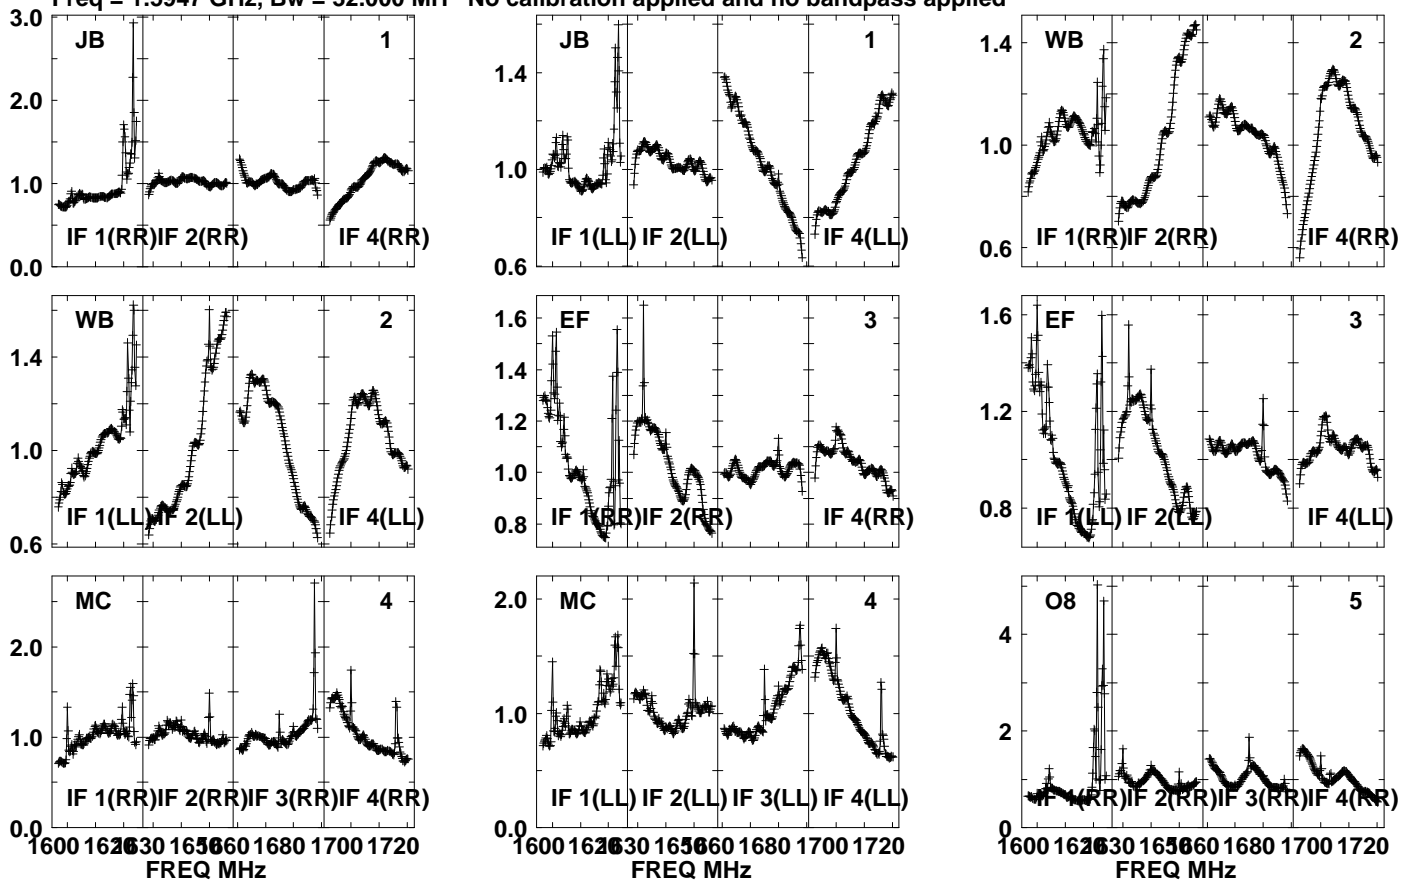 Freq = 1.5947 GHz, Bw = 32.000 MH No calibration applied and no bandpass applied
3.0 JB 1 JB 1 WB 2
1.4 1.4
2.0
1.0 1.0 1.0
IF 1(RR) IF 2(RR) IF 4(RR) IF 1(LL) IF 2(LL) IF 4(LL) IF 1(RR) IF 2(RR) IF 4(RR)
0.0 0.6 0.6
WB 2 EF 3 EF 3
1.6 1.6
1.4 1.4
1.2 1.2
1.0 1.0
0.8 0.8
IF 1(LL) IF 2(LL) IF 4(LL) IF 1(RR) IF 2(RR) IF 4(RR) IF 1(LL) IF 2(LL) IF 4(LL)
0.6
MC 4 MC 4 O8 5
2.0 2.0 4
1.0 1.0 2
IF 1(RR) IF 2(RR) IF 3(RR) IF 4(RR) IF 1(LL) IF 2(LL) IF 3(LL) IF 4(LL) IF 1(RR) IF 2(RR) IF 3(RR) IF 4(RR)
0.0 0.0 0
1600 1620 1630 1650 1660 1680 1700 1720 1600 1620 1630 1650 1660 1680 1700 1720 1600 1620 1630 1650 1660 1680 1700 1720
FREQ MHz FREQ MHz FREQ MHz